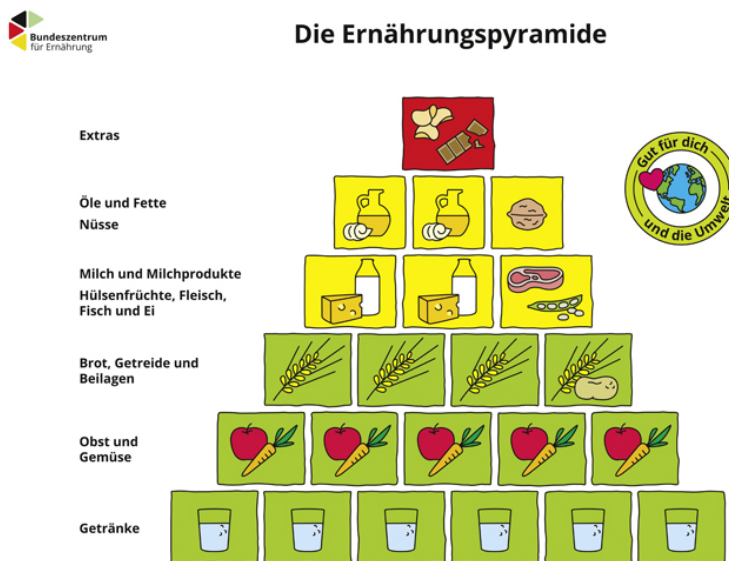 Bundeszentrum
für Ernährung
Die Ernährungspyramide
Extras
Gut für dich
und die Umwelt
Öle und Fette
Nüsse
Milch und Milchprodukte
Hülsenfrüchte, Fleisch,
Fisch und Ei
Brot, Getreide und
Beilagen
Obst und
Gemüse
Getränke